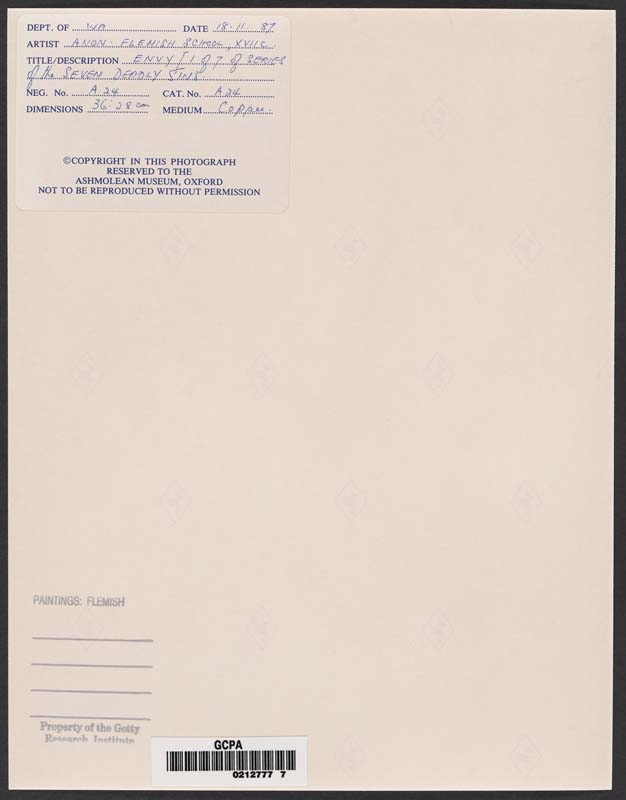 DEPT. OF WA DATE 18.11.87
ARTIST ANON. FLEMISH SCHOOL, XVII C.
TITLE/DESCRIPTION ENVY [1 of 7 of SERIES
of the SEVEN DEADLY SINS
NEG. No. A 24 CAT. No. A 24
DIMENSIONS 36:28 cm MEDIUM Copper.
©COPYRIGHT IN THIS PHOTOGRAPH
RESERVED TO THE
ASHMOLEAN MUSEUM, OXFORD
NOT TO BE REPRODUCED WITHOUT PERMISSION
PAINTINGS: FLEMISH
Property of the Getty
Research Institute
GCPA
0212777 7